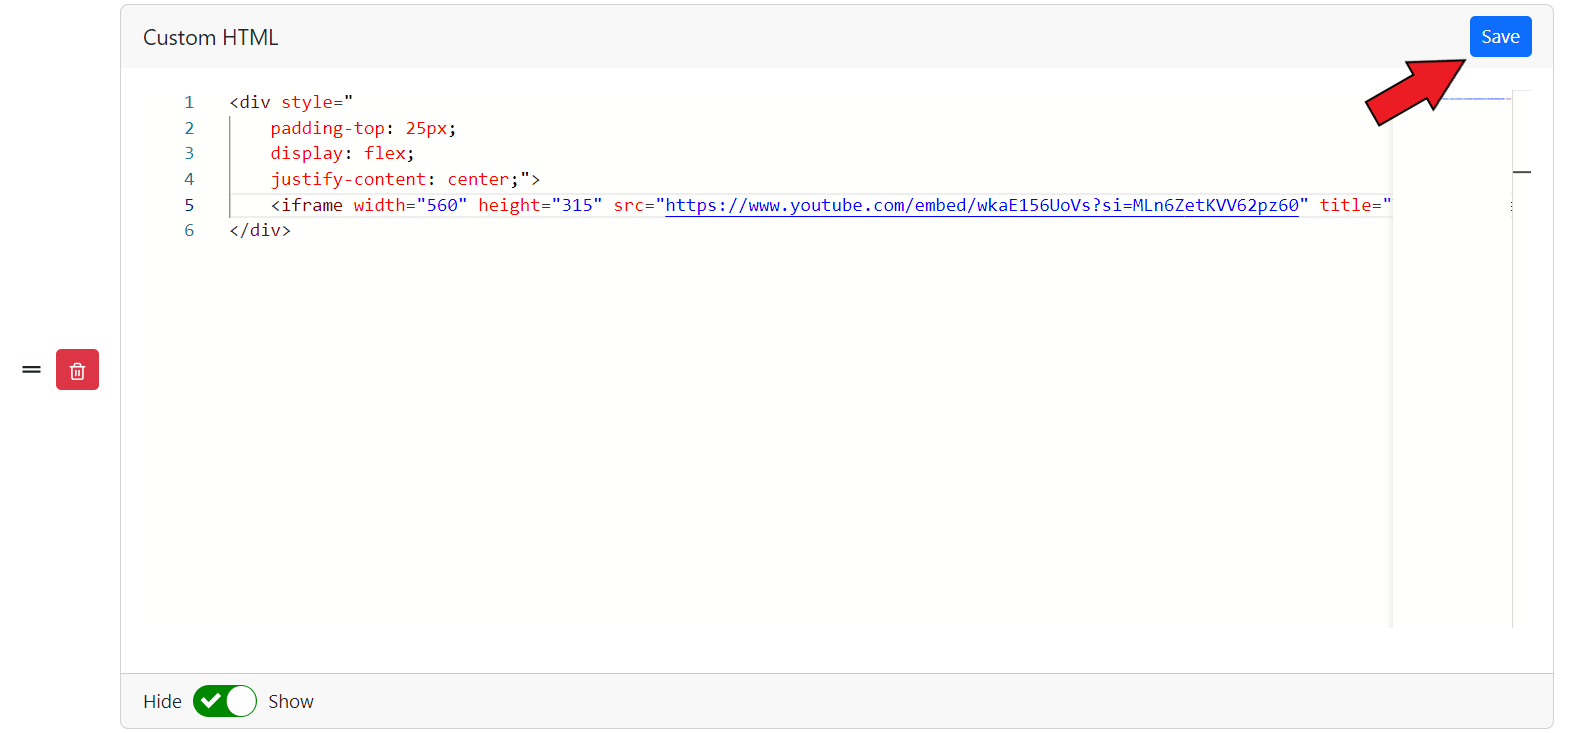 Custom HTML
Save
1 <div style="
2 padding-top: 25px;
3 display: flex;
4 justify-content: center;">
5 <iframe width="560" height="315" src="https://www.youtube.com/embed/wkaE156UoVs?si=MLn6ZetKVV62pz60" title="
6 </div>
Hide Show